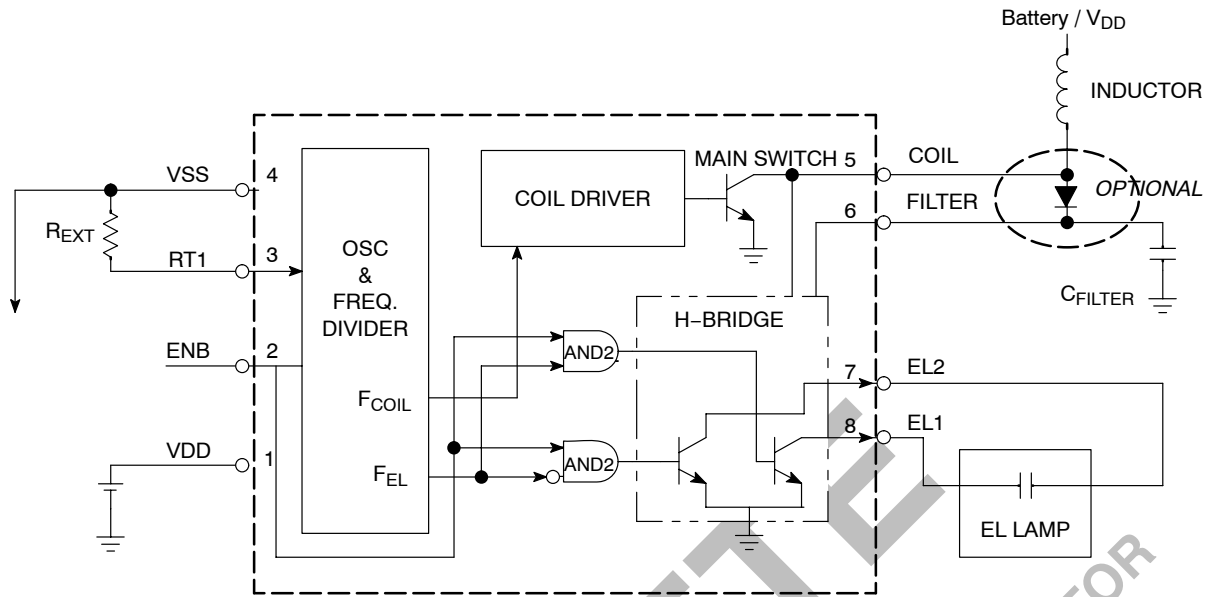 Battery / VDD
INDUCTOR
MAIN SWITCH
5
COIL
OPTIONAL
VSS
4
COIL DRIVER
6
FILTER
REXT
RT1
3
OSC
&
FREQ.
DIVIDER
CFILTER
H−BRIDGE
ENB
2
AND2
7
EL2
FCOIL
8
EL1
VDD
1
AND2
FEL
EL LAMP